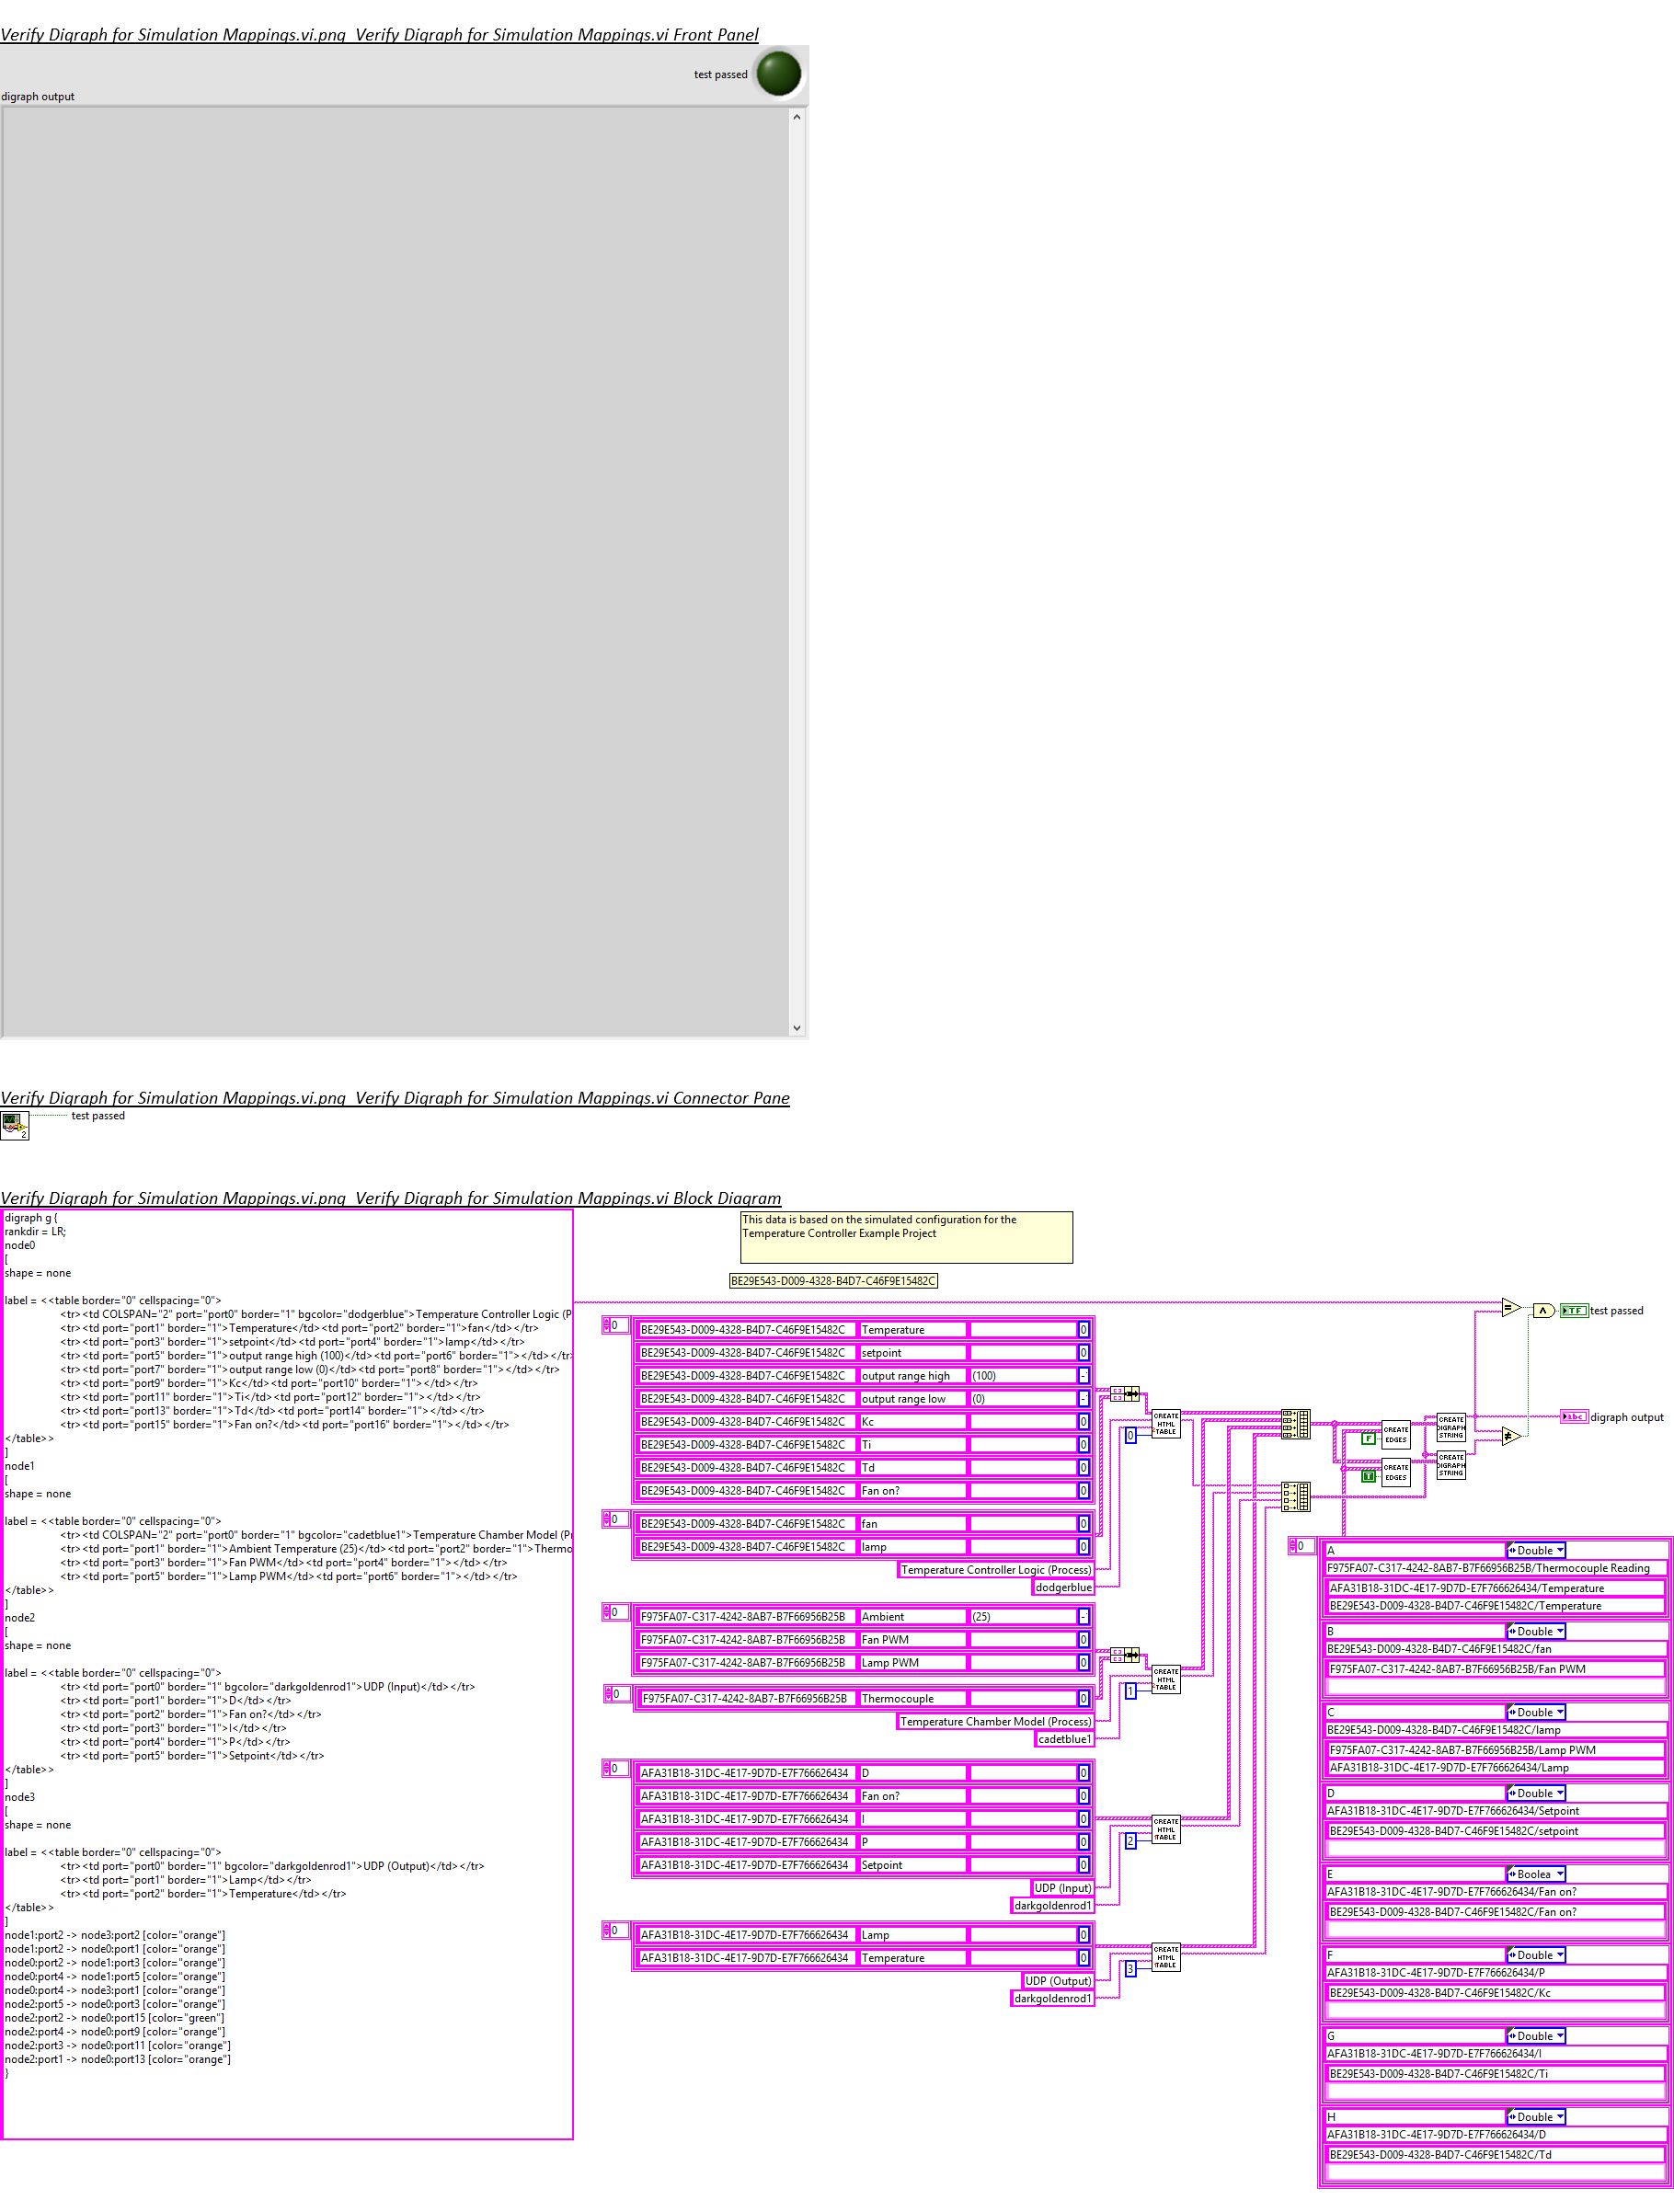 Verify Digraph for Simulation Mappings.vi.png  Verify Digraph for Simulation Mappings.vi Front Panel
test passed
digraph output
Verify Digraph for Simulation Mappings.vi.png  Verify Digraph for Simulation Mappings.vi Connector Pane
test passed
2
Verify Digraph for Simulation Mappings.vi.png  Verify Digraph for Simulation Mappings.vi Block Diagram
digraph g {
rankdir = LR;
node0
[
shape = none
label = <<table border="0" cellspacing="0">
<tr><td COLSPAN="2" port="port0" border="1" bgcolor="dodgerblue">Temperature Controller Logic (P
<tr><td port="port1" border="1">Temperature</td><td port="port2" border="1">fan</td></tr>
<tr><td port="port3" border="1">setpoint</td><td port="port4" border="1">lamp</td></tr>
<tr><td port="port5" border="1">output range high (100)</td><td port="port6" border="1"></td></tr>
<tr><td port="port7" border="1">output range low (0)</td><td port="port8" border="1"></td></tr>
<tr><td port="port9" border="1">Kc</td><td port="port10" border="1"></td></tr>
<tr><td port="port11" border="1">Ti</td><td port="port12" border="1"></td></tr>
<tr><td port="port13" border="1">Td</td><td port="port14" border="1"></td></tr>
<tr><td port="port15" border="1">Fan on?</td><td port="port16" border="1"></td></tr>
</table>>
]
node1
[
shape = none
label = <<table border="0" cellspacing="0">
<tr><td COLSPAN="2" port="port0" border="1" bgcolor="cadetblue1">Temperature Chamber Model (Pr
<tr><td port="port1" border="1">Ambient Temperature (25)</td><td port="port2" border="1">Thermo
<tr><td port="port3" border="1">Fan PWM</td><td port="port4" border="1"></td></tr>
<tr><td port="port5" border="1">Lamp PWM</td><td port="port6" border="1"></td></tr>
</table>>
]
node2
[
shape = none
label = <<table border="0" cellspacing="0">
<tr><td port="port0" border="1" bgcolor="darkgoldenrod1">UDP (Input)</td></tr>
<tr><td port="port1" border="1">D</td></tr>
<tr><td port="port2" border="1">Fan on?</td></tr>
<tr><td port="port3" border="1">I</td></tr>
<tr><td port="port4" border="1">P</td></tr>
<tr><td port="port5" border="1">Setpoint</td></tr>
</table>>
]
node3
[
shape = none
label = <<table border="0" cellspacing="0">
<tr><td port="port0" border="1" bgcolor="darkgoldenrod1">UDP (Output)</td></tr>
<tr><td port="port1" border="1">Lamp</td></tr>
<tr><td port="port2" border="1">Temperature</td></tr>
</table>>
]
node1:port2 -> node3:port2 [color="orange"]
node1:port2 -> node0:port1 [color="orange"]
node0:port2 -> node1:port3 [color="orange"]
node0:port4 -> node1:port5 [color="orange"]
node0:port4 -> node3:port1 [color="orange"]
node2:port5 -> node0:port3 [color="orange"]
node2:port2 -> node0:port15 [color="green"]
node2:port4 -> node0:port9 [color="orange"]
node2:port3 -> node0:port11 [color="orange"]
node2:port1 -> node0:port13 [color="orange"]
}
This data is based on the simulated configuration for the
Temperature Controller Example Project
BE29E543-D009-4328-B4D7-C46F9E15482C
0
BE29E543-D009-4328-B4D7-C46F9E15482C Temperature 0
BE29E543-D009-4328-B4D7-C46F9E15482C setpoint 0
BE29E543-D009-4328-B4D7-C46F9E15482C output range high (100) -
BE29E543-D009-4328-B4D7-C46F9E15482C output range low (0) -
BE29E543-D009-4328-B4D7-C46F9E15482C Kc 0
BE29E543-D009-4328-B4D7-C46F9E15482C Ti 0
BE29E543-D009-4328-B4D7-C46F9E15482C Td 0
BE29E543-D009-4328-B4D7-C46F9E15482C Fan on? 0
0
BE29E543-D009-4328-B4D7-C46F9E15482C fan 0
BE29E543-D009-4328-B4D7-C46F9E15482C lamp 0
Temperature Controller Logic (Process)
dodgerblue
0
CREATE HTML TABLE
0
F975FA07-C317-4242-8AB7-B7F66956B25B Ambient (25) -
F975FA07-C317-4242-8AB7-B7F66956B25B Fan PWM 0
F975FA07-C317-4242-8AB7-B7F66956B25B Lamp PWM 0
0
F975FA07-C317-4242-8AB7-B7F66956B25B Thermocouple 0
Temperature Chamber Model (Process)
cadetblue1
1
CREATE HTML TABLE
0
AFA31B18-31DC-4E17-9D7D-E7F766626434 D 0
AFA31B18-31DC-4E17-9D7D-E7F766626434 Fan on? 0
AFA31B18-31DC-4E17-9D7D-E7F766626434 I 0
AFA31B18-31DC-4E17-9D7D-E7F766626434 P 0
AFA31B18-31DC-4E17-9D7D-E7F766626434 Setpoint 0
UDP (Input)
darkgoldenrod1
2
CREATE HTML TABLE
0
AFA31B18-31DC-4E17-9D7D-E7F766626434 Lamp 0
AFA31B18-31DC-4E17-9D7D-E7F766626434 Temperature 0
UDP (Output)
darkgoldenrod1
3
CREATE HTML TABLE
F
CREATE EDGES
T
CREATE EDGES
CREATE DIGRAPH STRING
CREATE DIGRAPH STRING
=
≠
TF test passed
abc digraph output
0
A Double
F975FA07-C317-4242-8AB7-B7F66956B25B/Thermocouple Reading
AFA31B18-31DC-4E17-9D7D-E7F766626434/Temperature
BE29E543-D009-4328-B4D7-C46F9E15482C/Temperature
B Double
BE29E543-D009-4328-B4D7-C46F9E15482C/fan
F975FA07-C317-4242-8AB7-B7F66956B25B/Fan PWM
C Double
BE29E543-D009-4328-B4D7-C46F9E15482C/lamp
F975FA07-C317-4242-8AB7-B7F66956B25B/Lamp PWM
AFA31B18-31DC-4E17-9D7D-E7F766626434/Lamp
D Double
AFA31B18-31DC-4E17-9D7D-E7F766626434/Setpoint
BE29E543-D009-4328-B4D7-C46F9E15482C/setpoint
E Boolea
AFA31B18-31DC-4E17-9D7D-E7F766626434/Fan on?
BE29E543-D009-4328-B4D7-C46F9E15482C/Fan on?
F Double
AFA31B18-31DC-4E17-9D7D-E7F766626434/P
BE29E543-D009-4328-B4D7-C46F9E15482C/Kc
G Double
AFA31B18-31DC-4E17-9D7D-E7F766626434/I
BE29E543-D009-4328-B4D7-C46F9E15482C/Ti
H Double
AFA31B18-31DC-4E17-9D7D-E7F766626434/D
BE29E543-D009-4328-B4D7-C46F9E15482C/Td